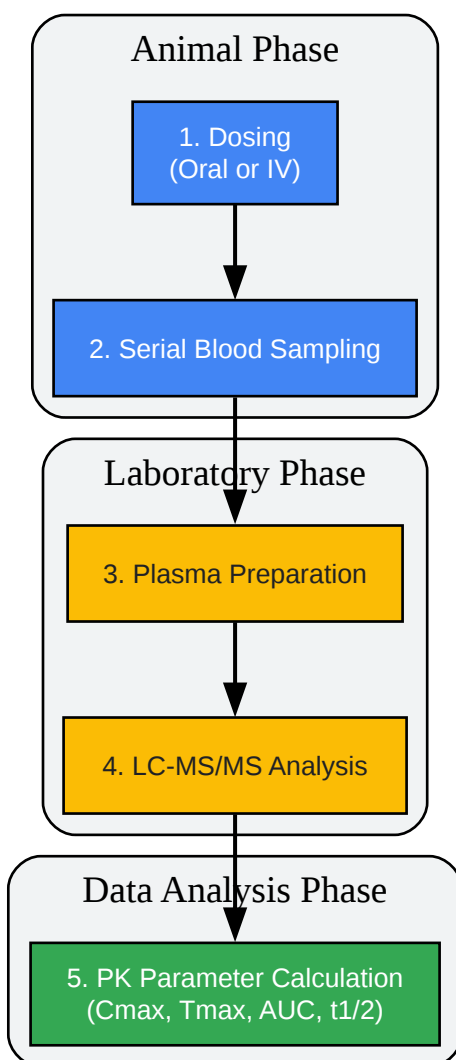 Animal Phase
1. Dosing
(Oral or IV)
2. Serial Blood Sampling
Laboratory Phase
3. Plasma Preparation
4. LC-MS/MS Analysis
Data Analysis Phase
5. PK Parameter Calculation
(Cmax, Tmax, AUC, t1/2)